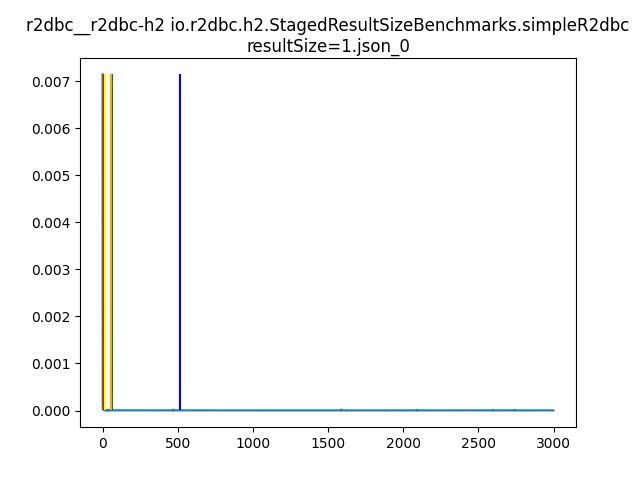 r2dbc__r2dbc-h2 io.r2dbc.h2.StagedResultSizeBenchmarks.simpleR2dbc
resultSize=1.json_0
0.007
0.006
0.005
0.004
0.003
0.002
0.001
0.000
0 500 1000 1500 2000 2500 3000